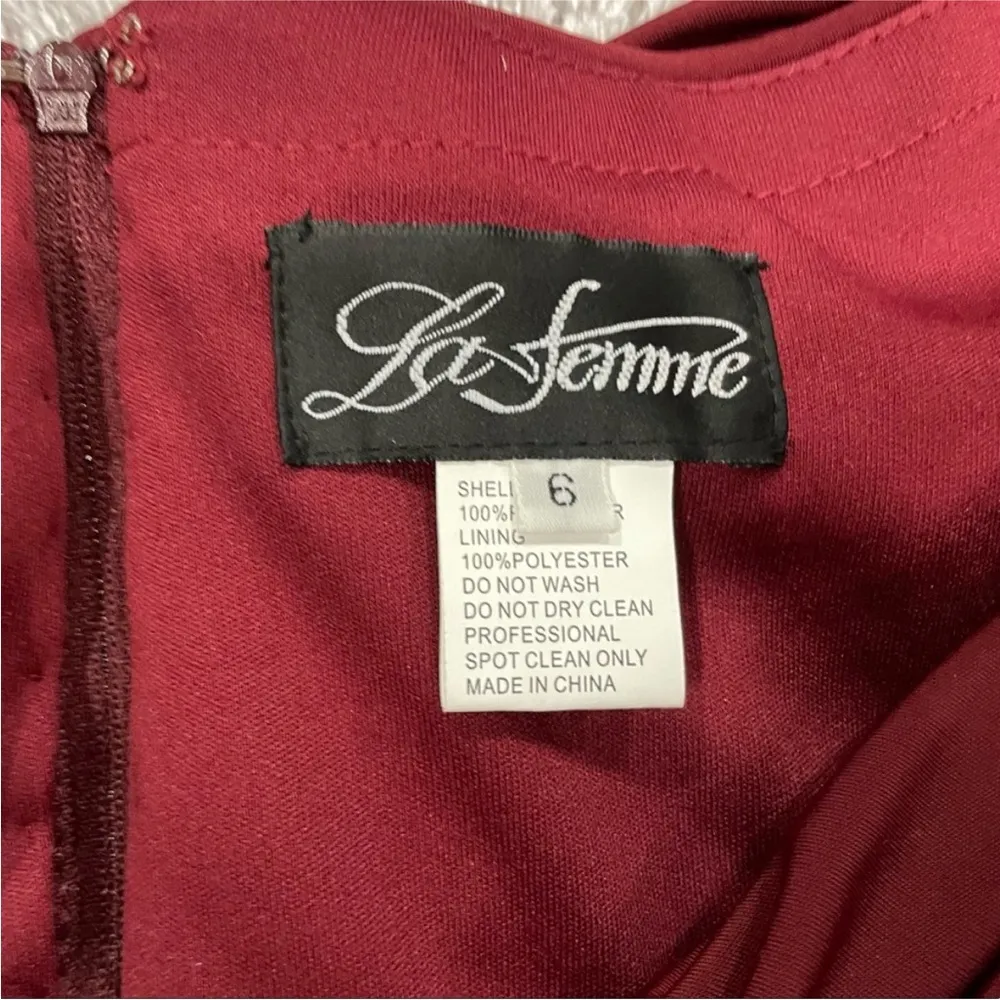 La femme
6
SHELL
100%
LINING
100%POLYESTER
DO NOT WASH
DO NOT DRY CLEAN
PROFESSIONAL
SPOT CLEAN ONLY
MADE IN CHINA